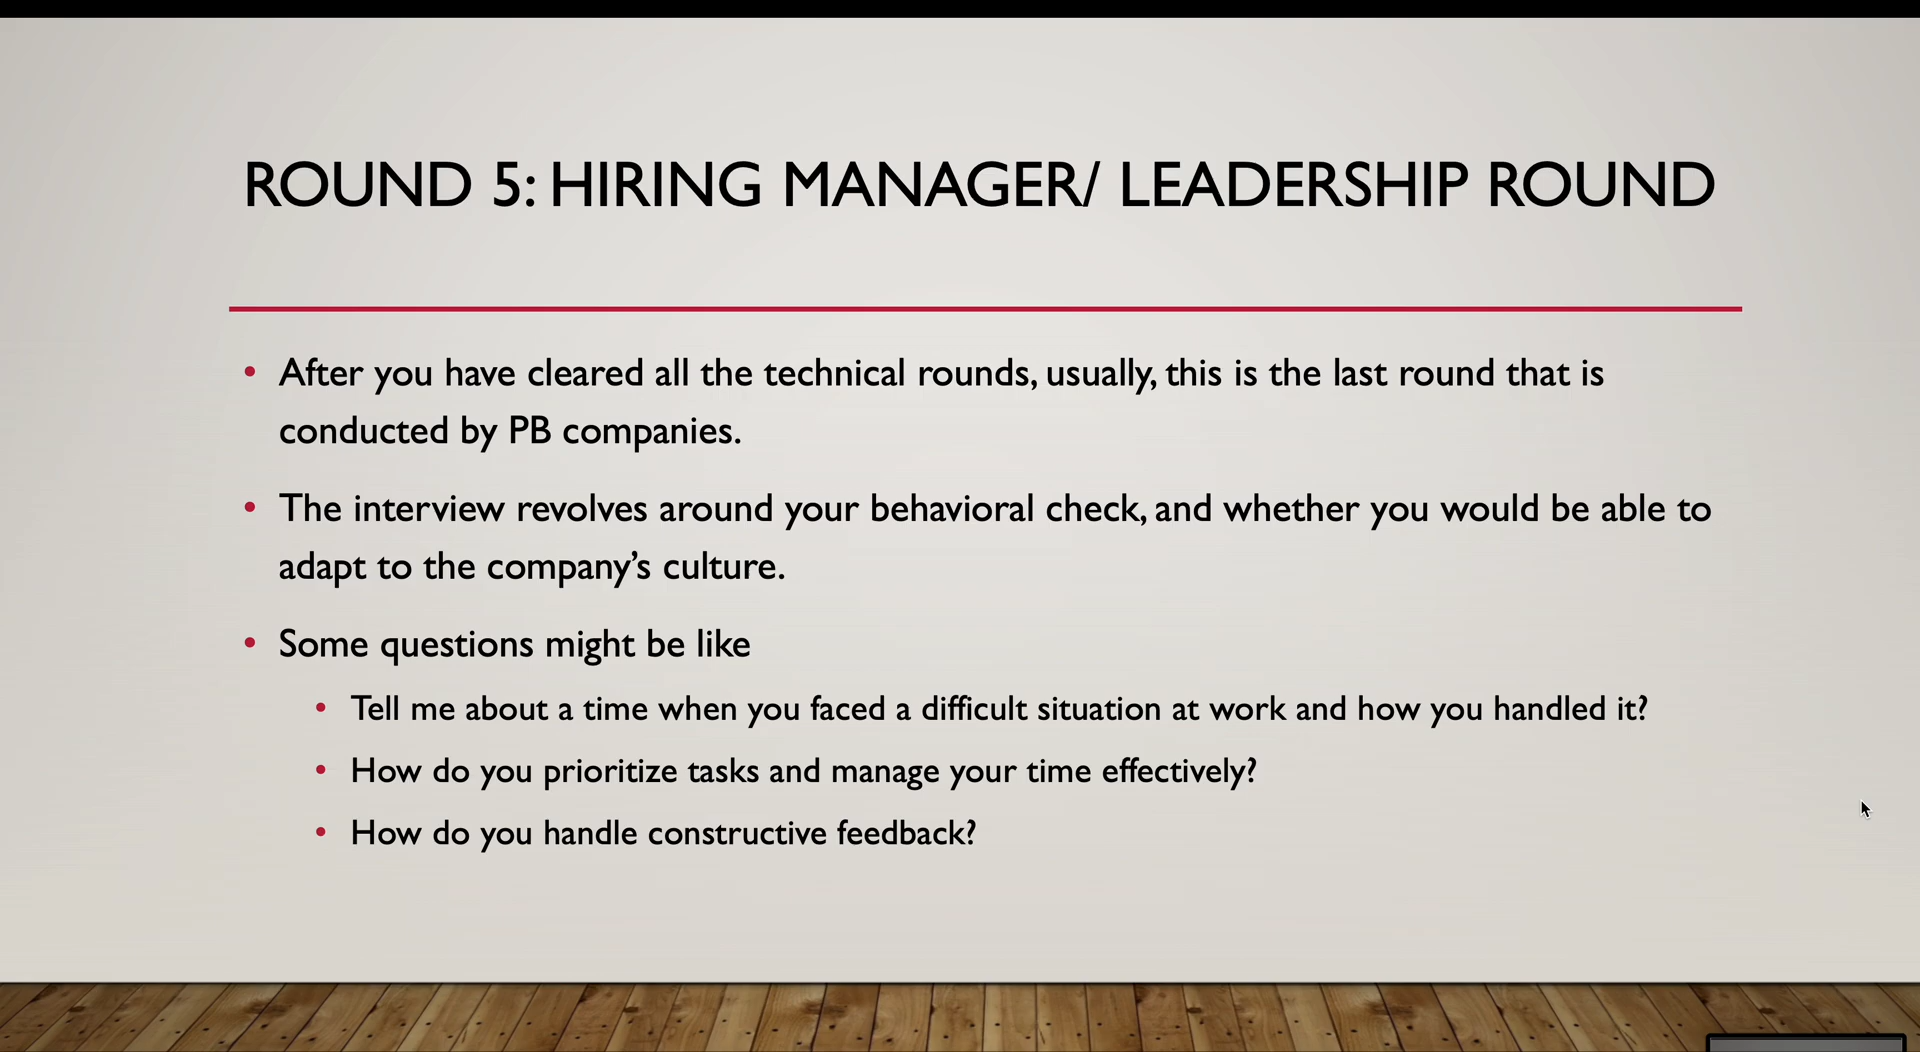 ROUND 5: HIRING MANAGER/ LEADERSHIP ROUND
• After you have cleared all the technical rounds, usually, this is the last round that is
conducted by PB companies.
• The interview revolves around your behavioral check, and whether you would be able to
adapt to the company’s culture.
• Some questions might be like
• Tell me about a time when you faced a difficult situation at work and how you handled it?
• How do you prioritize tasks and manage your time effectively?
• How do you handle constructive feedback?